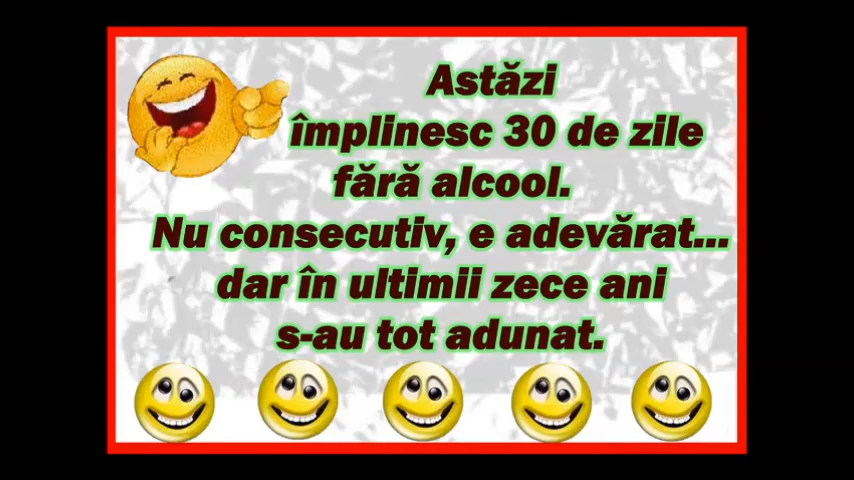 Astăzi
împlinesc 30 de zile
fără alcool.
Nu consecutiv, e adevărat...
dar în ultimii zece ani
s-au tot adunat.